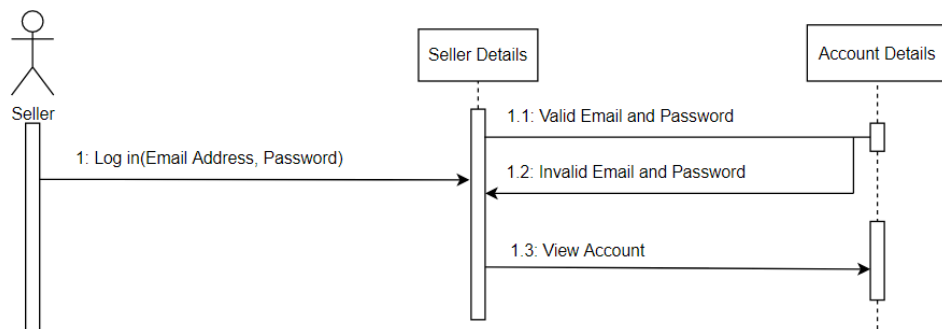 Seller Details
Account Details
Seller
1.1: Valid Email and Password
1: Log in(Email Address, Password)
1.2: Invalid Email and Password
1.3: View Account